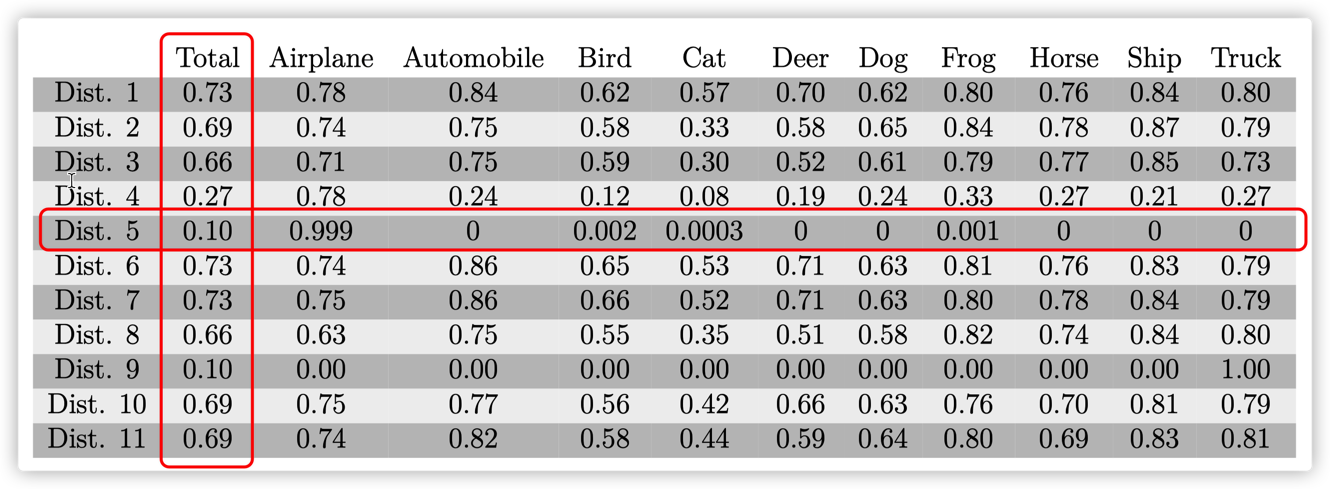 Total Airplane Automobile Bird Cat Deer Dog Frog Horse Ship Truck
Dist. 1 0.73 0.78 0.84 0.62 0.57 0.70 0.62 0.80 0.76 0.84 0.80
Dist. 2 0.69 0.74 0.75 0.58 0.33 0.58 0.65 0.84 0.78 0.87 0.79
Dist. 3 0.66 0.71 0.75 0.59 0.30 0.52 0.61 0.79 0.77 0.85 0.73
Dist. 4 0.27 0.78 0.24 0.12 0.08 0.19 0.24 0.33 0.27 0.21 0.27
Dist. 5 0.10 0.999 0 0.002 0.0003 0 0 0.001 0 0 0
Dist. 6 0.73 0.74 0.86 0.65 0.53 0.71 0.63 0.81 0.76 0.83 0.79
Dist. 7 0.73 0.75 0.86 0.66 0.52 0.71 0.63 0.80 0.78 0.84 0.79
Dist. 8 0.66 0.63 0.75 0.55 0.35 0.51 0.58 0.82 0.74 0.84 0.80
Dist. 9 0.10 0.00 0.00 0.00 0.00 0.00 0.00 0.00 0.00 0.00 1.00
Dist. 10 0.69 0.75 0.77 0.56 0.42 0.66 0.63 0.76 0.70 0.81 0.79
Dist. 11 0.69 0.74 0.82 0.58 0.44 0.59 0.64 0.80 0.69 0.83 0.81